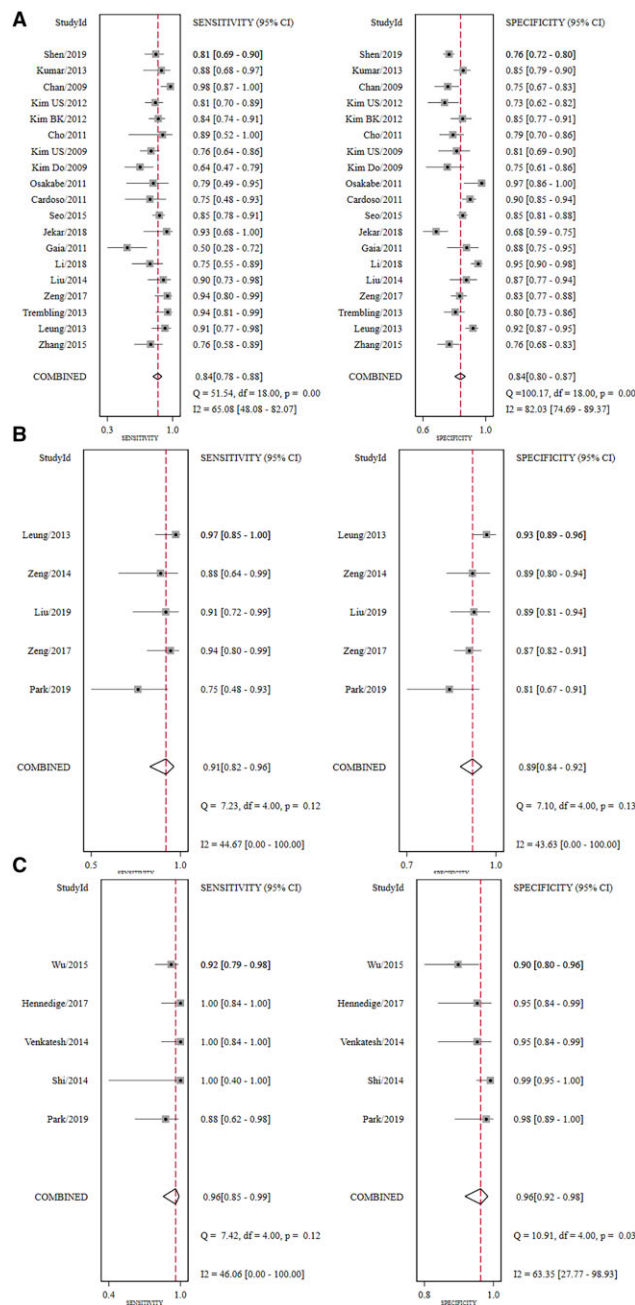 A
StudyId SENSITIVITY (95% CI)
Shen/2019 0.81 [0.69 - 0.90]
Kumar/2013 0.88 [0.68 - 0.97]
Chan/2009 0.98 [0.87 - 1.00]
Kim US/2012 0.81 [0.70 - 0.89]
Kim BK/2012 0.84 [0.74 - 0.91]
Cho/2011 0.89 [0.52 - 1.00]
Kim US/2009 0.76 [0.64 - 0.86]
Kim Do/2009 0.64 [0.47 - 0.79]
Osakabe/2011 0.79 [0.49 - 0.95]
Cardoso/2011 0.75 [0.48 - 0.93]
Seo/2015 0.85 [0.78 - 0.91]
Jekar/2018 0.93 [0.68 - 1.00]
Gaia/2011 0.50 [0.28 - 0.72]
Li/2018 0.75 [0.55 - 0.89]
Liu/2014 0.90 [0.73 - 0.98]
Zeng/2017 0.94 [0.80 - 0.99]
Trembling/2013 0.94 [0.81 - 0.99]
Leung/2013 0.91 [0.77 - 0.98]
Zhang/2015 0.76 [0.58 - 0.89]
COMBINED 0.84[0.78 - 0.88]
Q = 51.54, df = 18.00, p = 0.00
I2 = 65.08 [48.08 - 82.07]
0.3 1.0
SENSITIVITY
StudyId SPECIFICITY (95% CI)
Shen/2019 0.76 [0.72 - 0.80]
Kumar/2013 0.85 [0.79 - 0.90]
Chan/2009 0.75 [0.67 - 0.83]
Kim US/2012 0.73 [0.62 - 0.82]
Kim BK/2012 0.85 [0.77 - 0.91]
Cho/2011 0.79 [0.70 - 0.86]
Kim US/2009 0.81 [0.69 - 0.90]
Kim Do/2009 0.75 [0.61 - 0.86]
Osakabe/2011 0.97 [0.86 - 1.00]
Cardoso/2011 0.90 [0.85 - 0.94]
Seo/2015 0.85 [0.81 - 0.88]
Jekar/2018 0.68 [0.59 - 0.75]
Gaia/2011 0.88 [0.75 - 0.95]
Li/2018 0.95 [0.90 - 0.98]
Liu/2014 0.87 [0.77 - 0.94]
Zeng/2017 0.83 [0.77 - 0.88]
Trembling/2013 0.80 [0.73 - 0.86]
Leung/2013 0.92 [0.87 - 0.95]
Zhang/2015 0.76 [0.68 - 0.83]
COMBINED 0.84[0.80 - 0.87]
Q =100.17, df = 18.00, p = 0.00
I2 = 82.03 [74.69 - 89.37]
0.6 1.0
SPECIFICITY
B
StudyId SENSITIVITY (95% CI)
Leung/2013 0.97 [0.85 - 1.00]
Zeng/2014 0.88 [0.64 - 0.99]
Liu/2019 0.91 [0.72 - 0.99]
Zeng/2017 0.94 [0.80 - 0.99]
Park/2019 0.75 [0.48 - 0.93]
COMBINED 0.91[0.82 - 0.96]
Q = 7.23, df = 4.00, p = 0.12
I2 = 44.67 [0.00 - 100.00]
0.5 1.0
SENSITIVITY
StudyId SPECIFICITY (95% CI)
Leung/2013 0.93 [0.89 - 0.96]
Zeng/2014 0.89 [0.80 - 0.94]
Liu/2019 0.89 [0.81 - 0.94]
Zeng/2017 0.87 [0.82 - 0.91]
Park/2019 0.81 [0.67 - 0.91]
COMBINED 0.89[0.84 - 0.92]
Q = 7.10, df = 4.00, p = 0.13
I2 = 43.63 [0.00 - 100.00]
0.7 1.0
SPECIFICITY
C
StudyId SENSITIVITY (95% CI)
Wu/2015 0.92 [0.79 - 0.98]
Hennedige/2017 1.00 [0.84 - 1.00]
Venkatesh/2014 1.00 [0.84 - 1.00]
Shi/2014 1.00 [0.40 - 1.00]
Park/2019 0.88 [0.62 - 0.98]
COMBINED 0.96[0.85 - 0.99]
Q = 7.42, df = 4.00, p = 0.12
I2 = 46.06 [0.00 - 100.00]
0.4 1.0
SENSITIVITY
StudyId SPECIFICITY (95% CI)
Wu/2015 0.90 [0.80 - 0.96]
Hennedige/2017 0.95 [0.84 - 0.99]
Venkatesh/2014 0.95 [0.84 - 0.99]
Shi/2014 0.99 [0.95 - 1.00]
Park/2019 0.98 [0.89 - 1.00]
COMBINED 0.96[0.92 - 0.98]
Q = 10.91, df = 4.00, p = 0.03
I2 = 63.35 [27.77 - 98.93]
0.8 1.0
SPECIFICITY